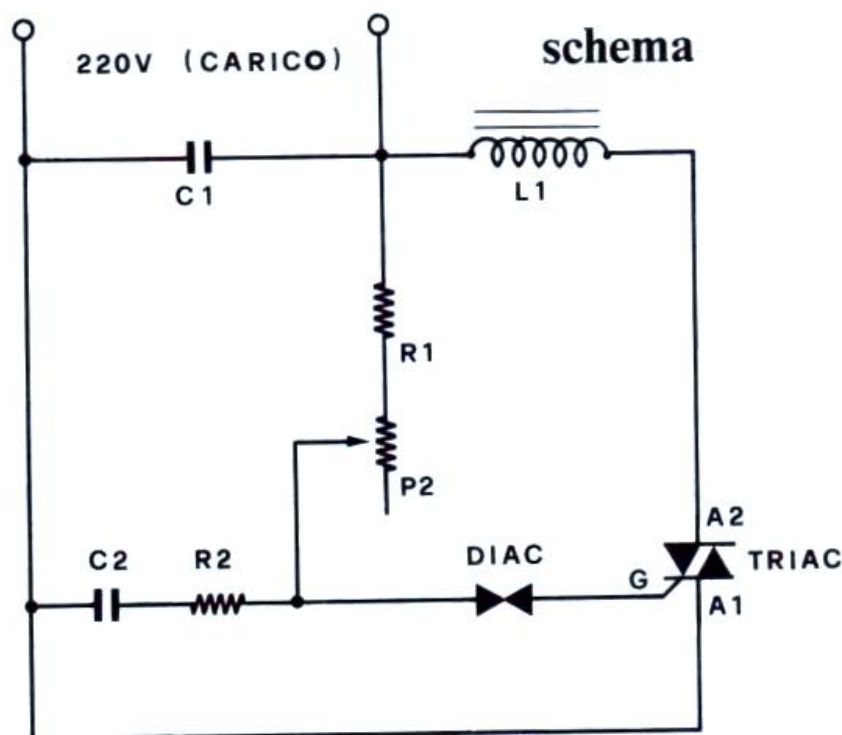 schema
220V (CARICO)
C1
L1
R1
P2
C2 R2 DIAC
A2
TRIAC
G
A1